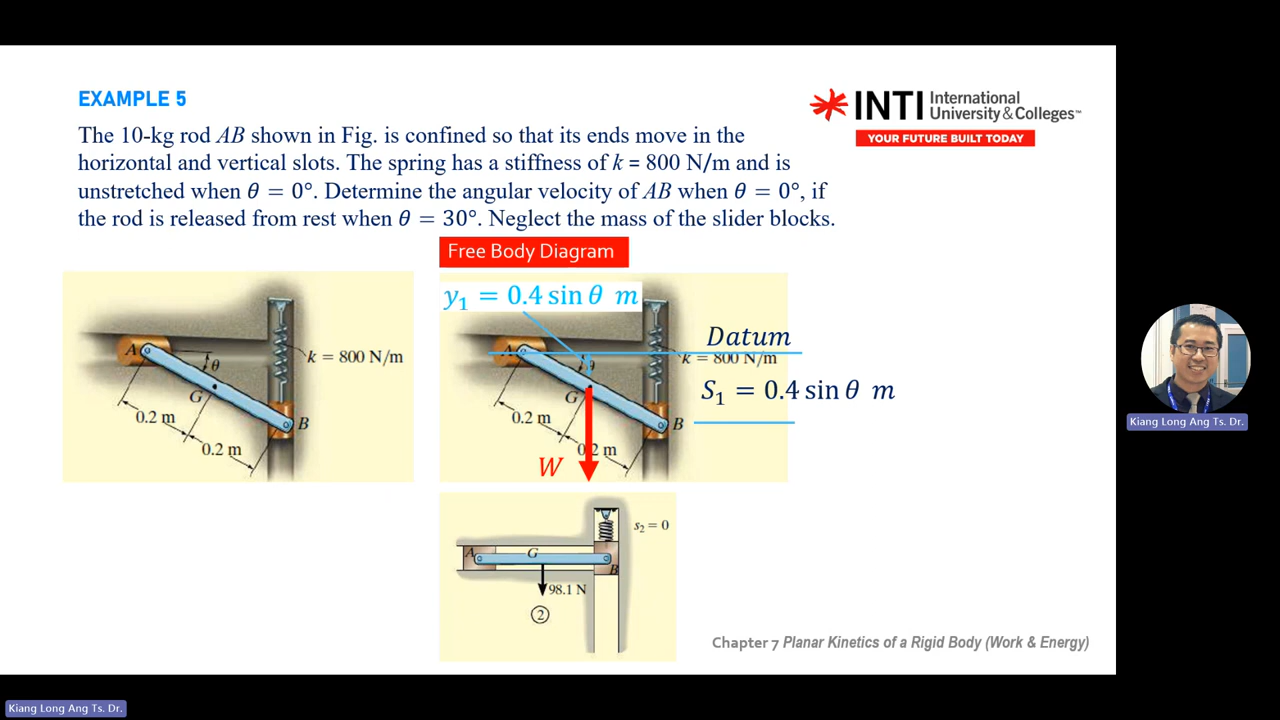 EXAMPLE 5
INTI International University & Colleges™
YOUR FUTURE BUILT TODAY
The 10-kg rod AB shown in Fig. is confined so that its ends move in the
horizontal and vertical slots. The spring has a stiffness of k = 800 N/m and is
unstretched when θ = 0°. Determine the angular velocity of AB when θ = 0°, if
the rod is released from rest when θ = 30°. Neglect the mass of the slider blocks.
Free Body Diagram
A
θ
k = 800 N/m
G
B
0.2 m
0.2 m
y₁ = 0.4 sin θ m
Datum
A
θ
k = 800 N/m
S₁ = 0.4 sin θ m
G
B
0.2 m
0.2 m
W
s₂ = 0
A
G
B
98.1 N
2
Chapter 7 Planar Kinetics of a Rigid Body (Work & Energy)
Kiang Long Ang Ts. Dr.
Kiang Long Ang Ts. Dr.